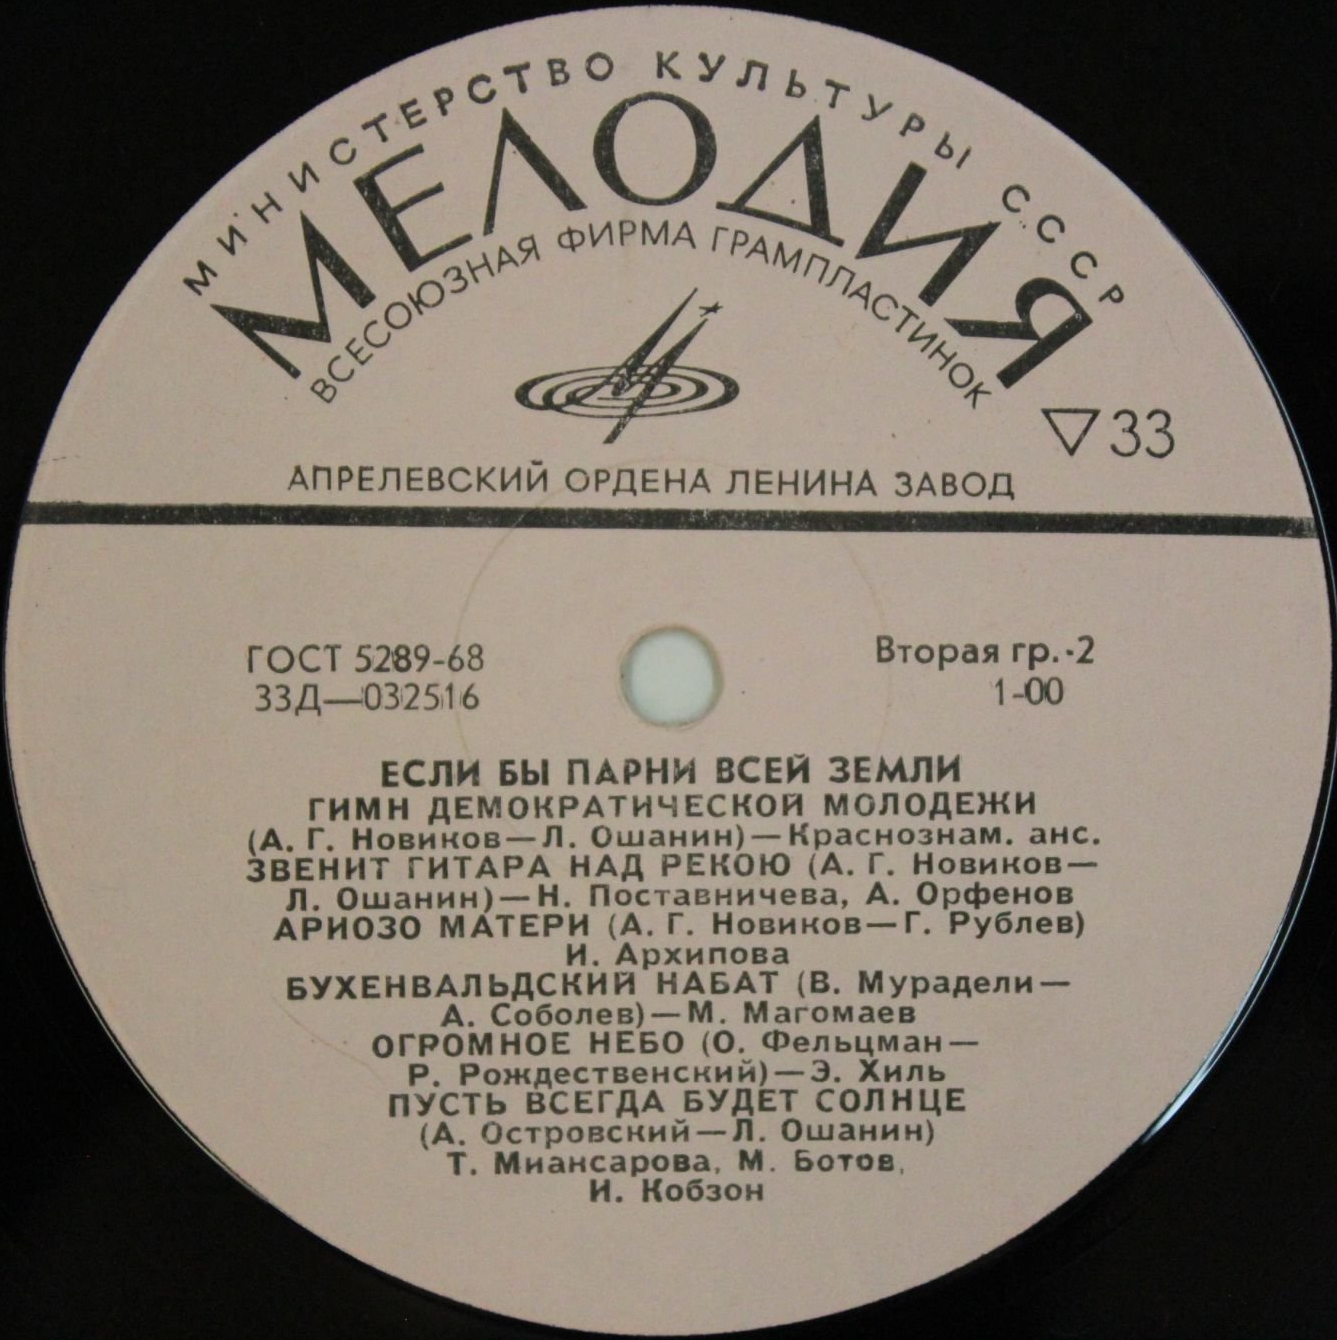 МИНИСТЕРСТВО КУЛЬТУРЫ СССР
МЕЛОДИЯ
ВСЕСОЮЗНАЯ ФИРМА ГРАМПЛАСТИНОК
▽33
АПРЕЛЕВСКИЙ ОРДЕНА ЛЕНИНА ЗАВОД
ГОСТ 5289-68
33Д—032516
Вторая гр.-2
1-00
ЕСЛИ БЫ ПАРНИ ВСЕЙ ЗЕМЛИ
ГИМН ДЕМОКРАТИЧЕСКОЙ МОЛОДЕЖИ
(А. Г. Новиков—Л. Ошанин)—Краснознам. анс.
ЗВЕНИТ ГИТАРА НАД РЕКОЮ (А. Г. Новиков—
Л. Ошанин)—Н. Поставничева, А. Орфенов
АРИОЗО МАТЕРИ (А. Г. Новиков—Г. Рублев)
И. Архипова
БУХЕНВАЛЬДСКИЙ НАБАТ (В. Мурадели—
А. Соболев)—М. Магомаев
ОГРОМНОЕ НЕБО (О. Фельцман—
Р. Рождественский)—Э. Хиль
ПУСТЬ ВСЕГДА БУДЕТ СОЛНЦЕ
(А. Островский—Л. Ошанин)
Т. Миансарова, М. Ботов,
И. Кобзон